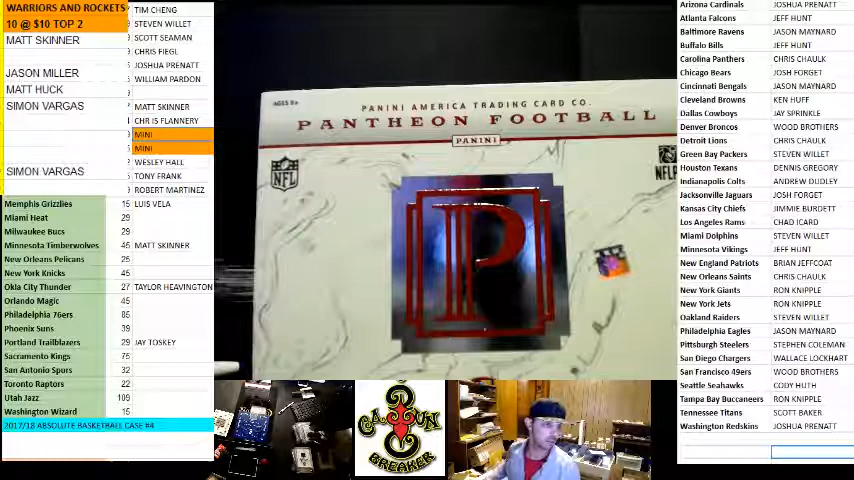 WARRIORS AND ROCKETS
10 @ $10 TOP 2
MATT SKINNER
JASON MILLER
MATT HUCK
SIMON VARGAS
SIMON VARGAS
TIM CHENG
STEVEN WILLET
SCOTT SEAMAN
CHRIS FIEGL
JOSHUA PRENATT
WILLIAM PARDON
MATT SKINNER
CHR IS FLANNERY
MINI
MINI
WESLEY HALL
TONY FRANK
ROBERT MARTINEZ
Memphis Grizzlies 15 LUIS VELA
Miami Heat 29
Milwaukee Bucs 29
Minnesota Timberwolves 45 MATT SKINNER
New Orleans Pelicans 25
New York Knicks 45
Okla City Thunder 27 TAYLOR HEAVINGTON
Orlando Magic 45
Philadelphia 76ers 85
Phoenix Suns 39
Portland Trailblazers 29 JAY TOSKEY
Sacramento Kings 75
San Antonio Spurs 32
Toronto Raptors 22
Utah Jazz 109
Washington Wizard 15
2017/18 ABSOLUTE BASKETBALL CASE #4
AGES 9+
PANINI AMERICA TRADING CARD CO.
PANTHEON FOOTBALL
PANINI
NFL
NFLP
P
CAJUN
BREAKER
Arizona Cardinals JOSHUA PRENATT
Atlanta Falcons JEFF HUNT
Baltimore Ravens JASON MAYNARD
Buffalo Bills JEFF HUNT
Carolina Panthers CHRIS CHAULK
Chicago Bears JOSH FORGET
Cincinnati Bengals JASON MAYNARD
Cleveland Browns KEN HUFF
Dallas Cowboys JAY SPRINKLE
Denver Broncos WOOD BROTHERS
Detroit Lions CHRIS CHAULK
Green Bay Packers STEVEN WILLET
Houston Texans DENNIS GREGORY
Indianapolis Colts ANDREW DUDLEY
Jacksonville Jaguars JOSH FORGET
Kansas City Chiefs JIMMIE BURDETT
Los Angeles Rams CHAD ICARD
Miami Dolphins STEVEN WILLET
Minnesota Vikings JEFF HUNT
New England Patriots BRIAN JEFFCOAT
New Orleans Saints CHRIS CHAULK
New York Giants RON KNIPPLE
New York Jets RON KNIPPLE
Oakland Raiders STEVEN WILLET
Philadelphia Eagles JASON MAYNARD
Pittsburgh Steelers STEPHEN COLEMAN
San Diego Chargers WALLACE LOCKHART
San Francisco 49ers WOOD BROTHERS
Seattle Seahawks CODY HUTH
Tampa Bay Buccaneers RON KNIPPLE
Tennessee Titans SCOTT BAKER
Washington Redskins JOSHUA PRENATT